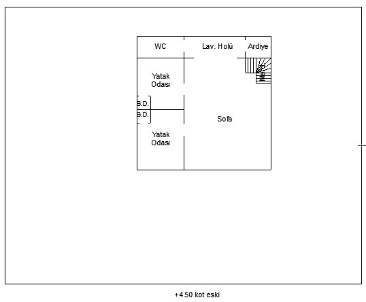 WC
Lav. Holü
Ardiye
Yatak
Odası
B.D.
B.D.
Sofa
Yatak
Odası
+4.50 kot eski